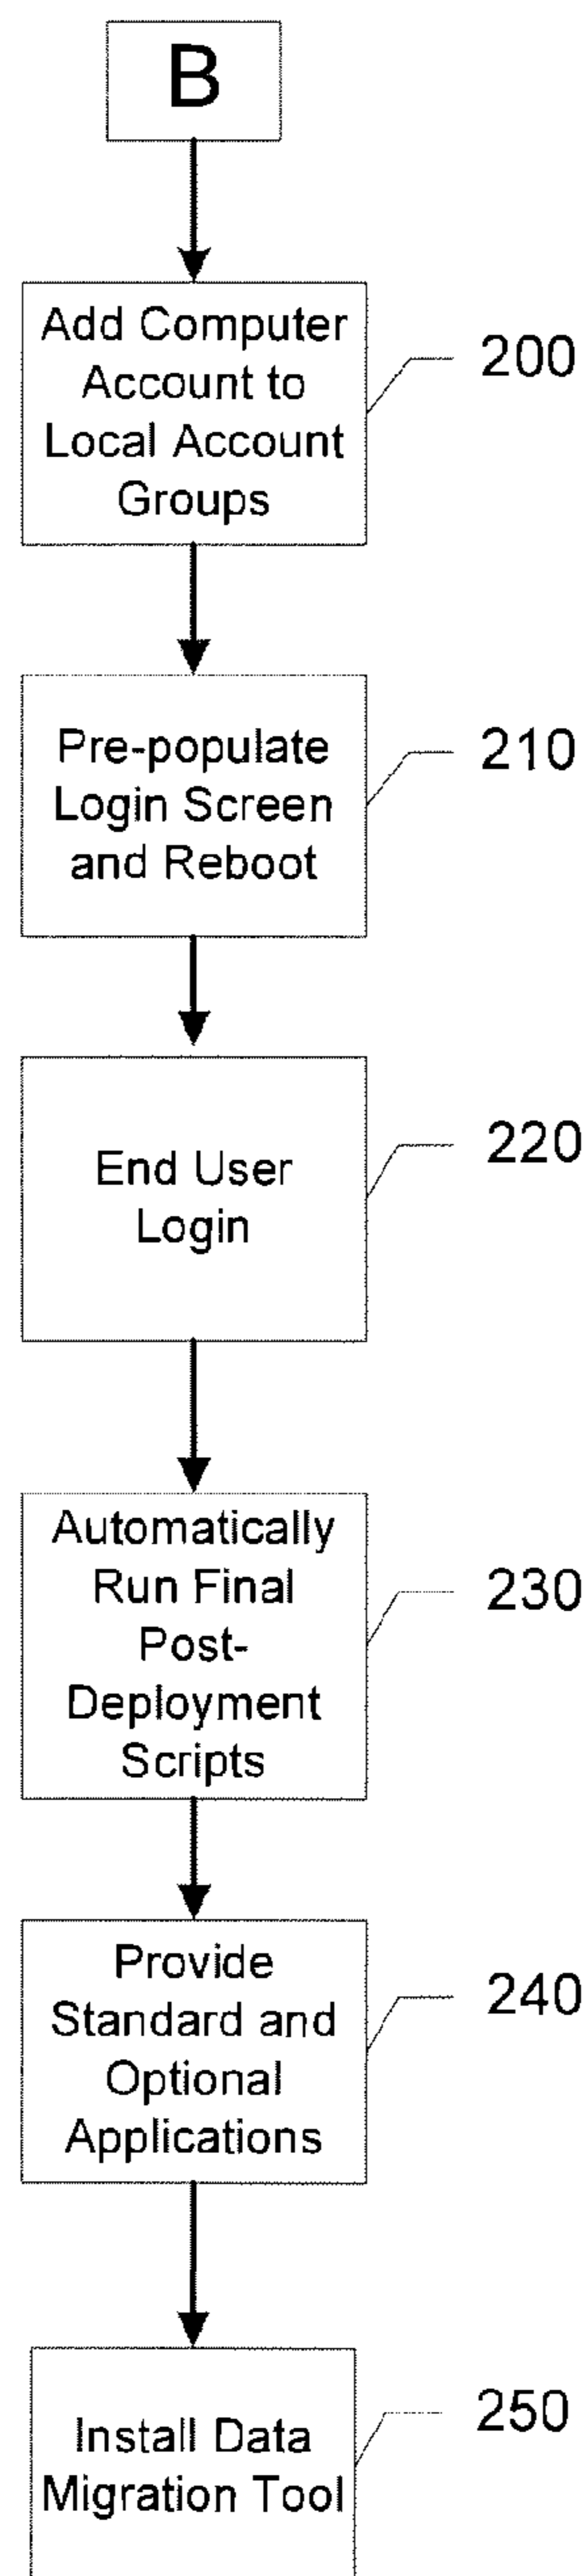 B
Add Computer
Account to
Local Account
Groups
200
Pre-populate
Login Screen
and Reboot
210
End User
Login
220
Automatically
Run Final
Post-
Deployment
Scripts
230
Provide
Standard and
Optional
Applications
240
Install Data
Migration Tool
250